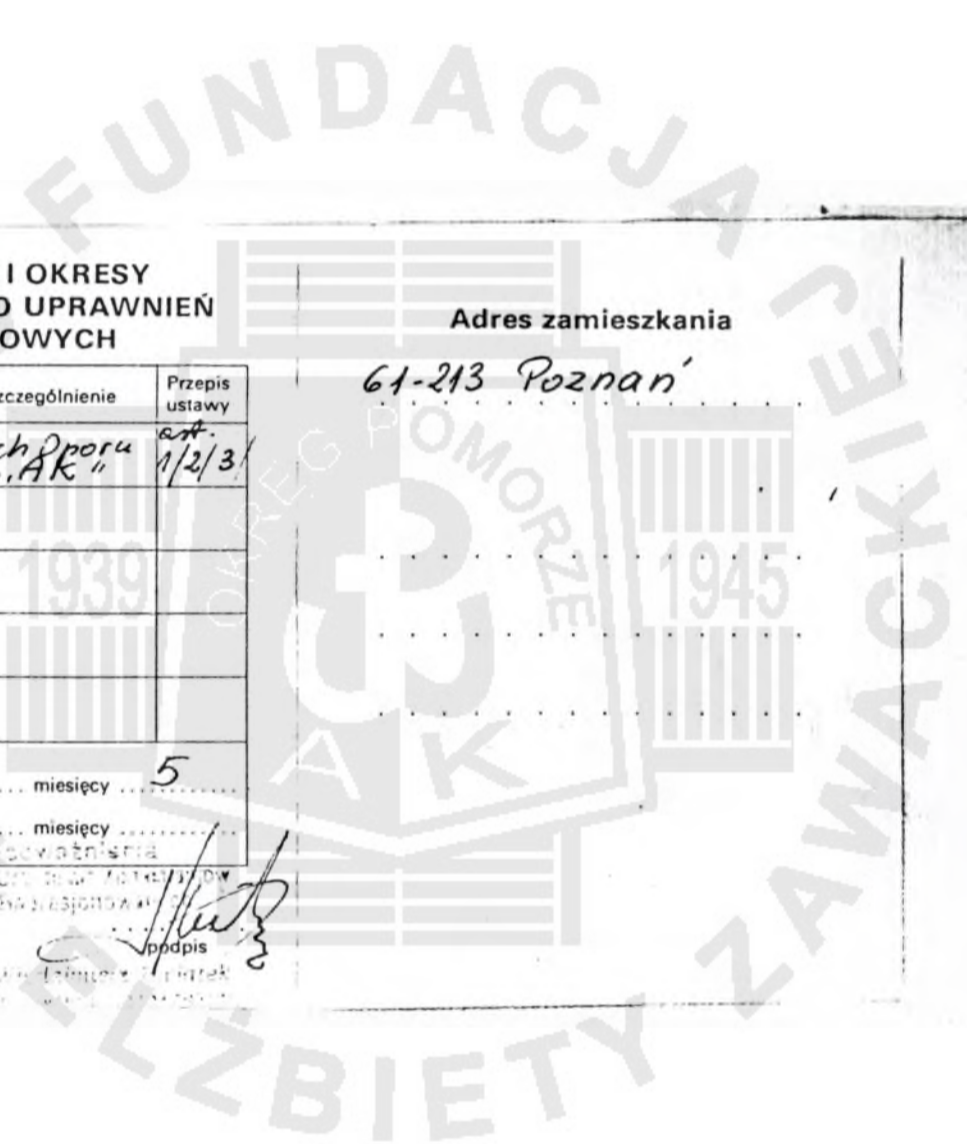 I OKRESY
O UPRAWNIEŃ
OWYCH
zczególnienie Przepis ustawy
ch Oporu art.
"AK" 1/2/3/
miesięcy 5
miesięcy
podpis
Adres zamieszkania
61-213 Poznań
FUNDACJA
ELŻBIETY ZAWACKIEJ
OKRĘG POMORZE
1939
1945
AK